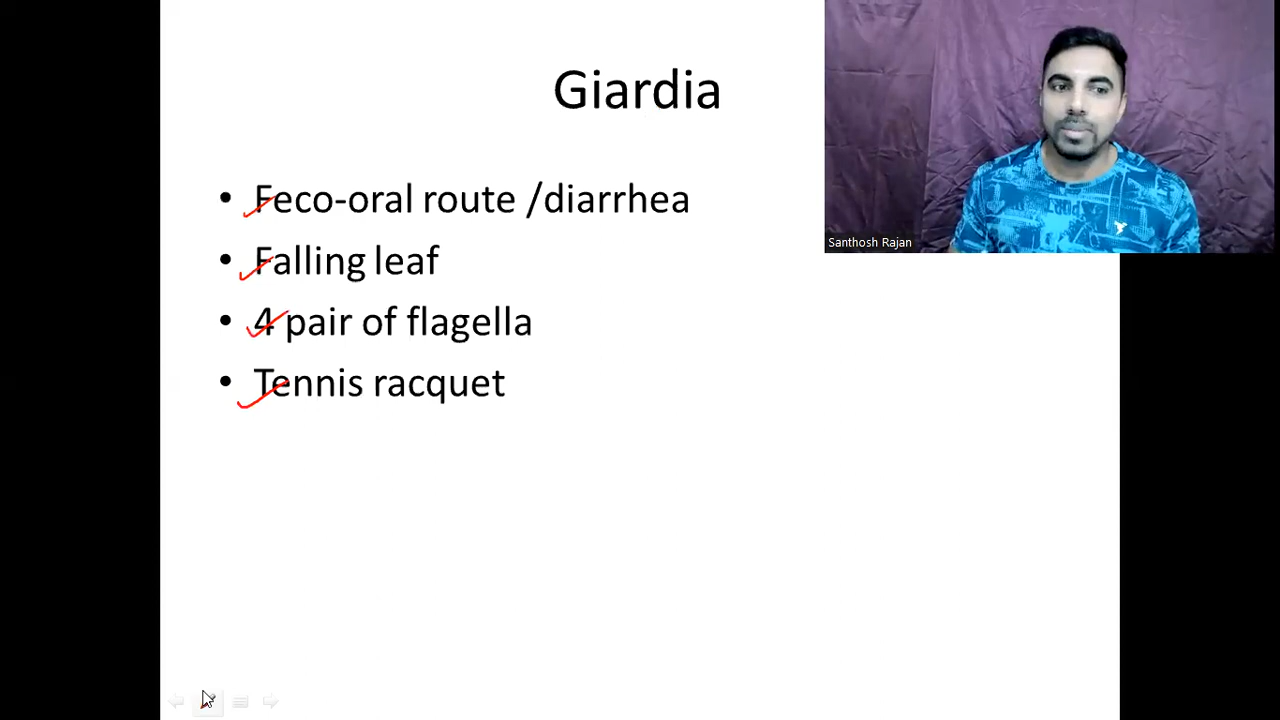 Giardia
• Feco-oral route /diarrhea
• Falling leaf
• 4 pair of flagella
• Tennis racquet
Santhosh Rajan